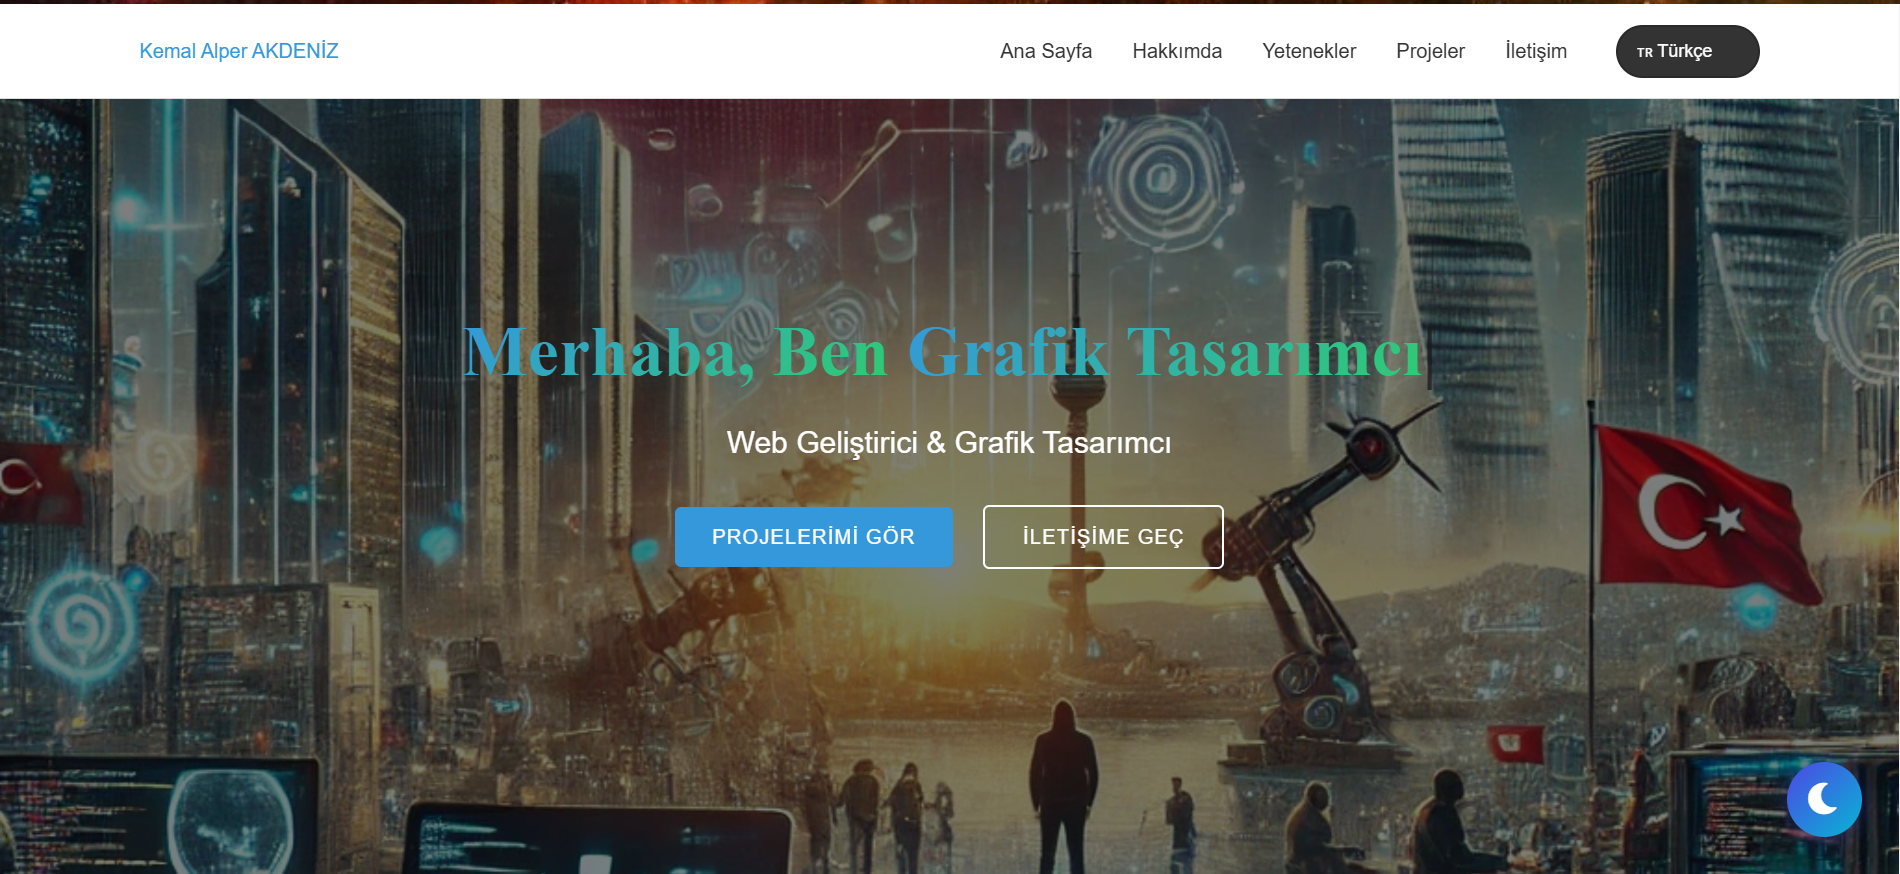 Kemal Alper AKDENİZ
Ana Sayfa
Hakkımda
Yetenekler
Projeler
İletişim
TR Türkçe
Merhaba, Ben Grafik Tasarımcı
Web Geliştirici & Grafik Tasarımcı
PROJELERİMİ GÖR
İLETİŞİME GEÇ